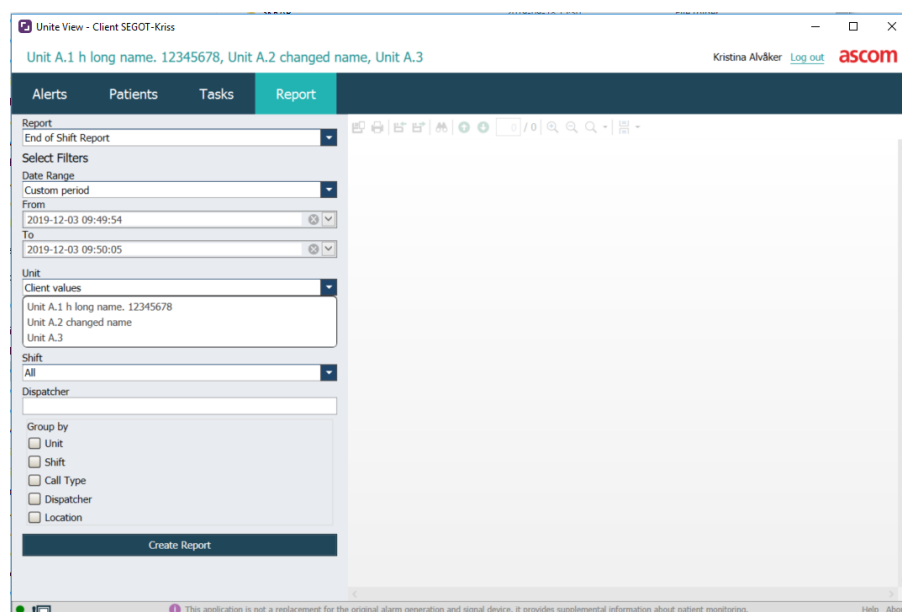 Unite View - Client SEGOT-Kriss
Unit A.1 h long name. 12345678, Unit A.2 changed name, Unit A.3
Kristina Alvåker Log out ascom
Alerts Patients Tasks Report
Report
End of Shift Report
0 / 0
Select Filters
Date Range
Custom period
From
2019-12-03 09:49:54
To
2019-12-03 09:50:05
Unit
Client values
Unit A.1 h long name. 12345678
Unit A.2 changed name
Unit A.3
Shift
All
Dispatcher
Group by
Unit
Shift
Call Type
Dispatcher
Location
Create Report
This application is not a replacement for the original alarm generation and signal device, it provides supplemental information about patient monitoring.
Help